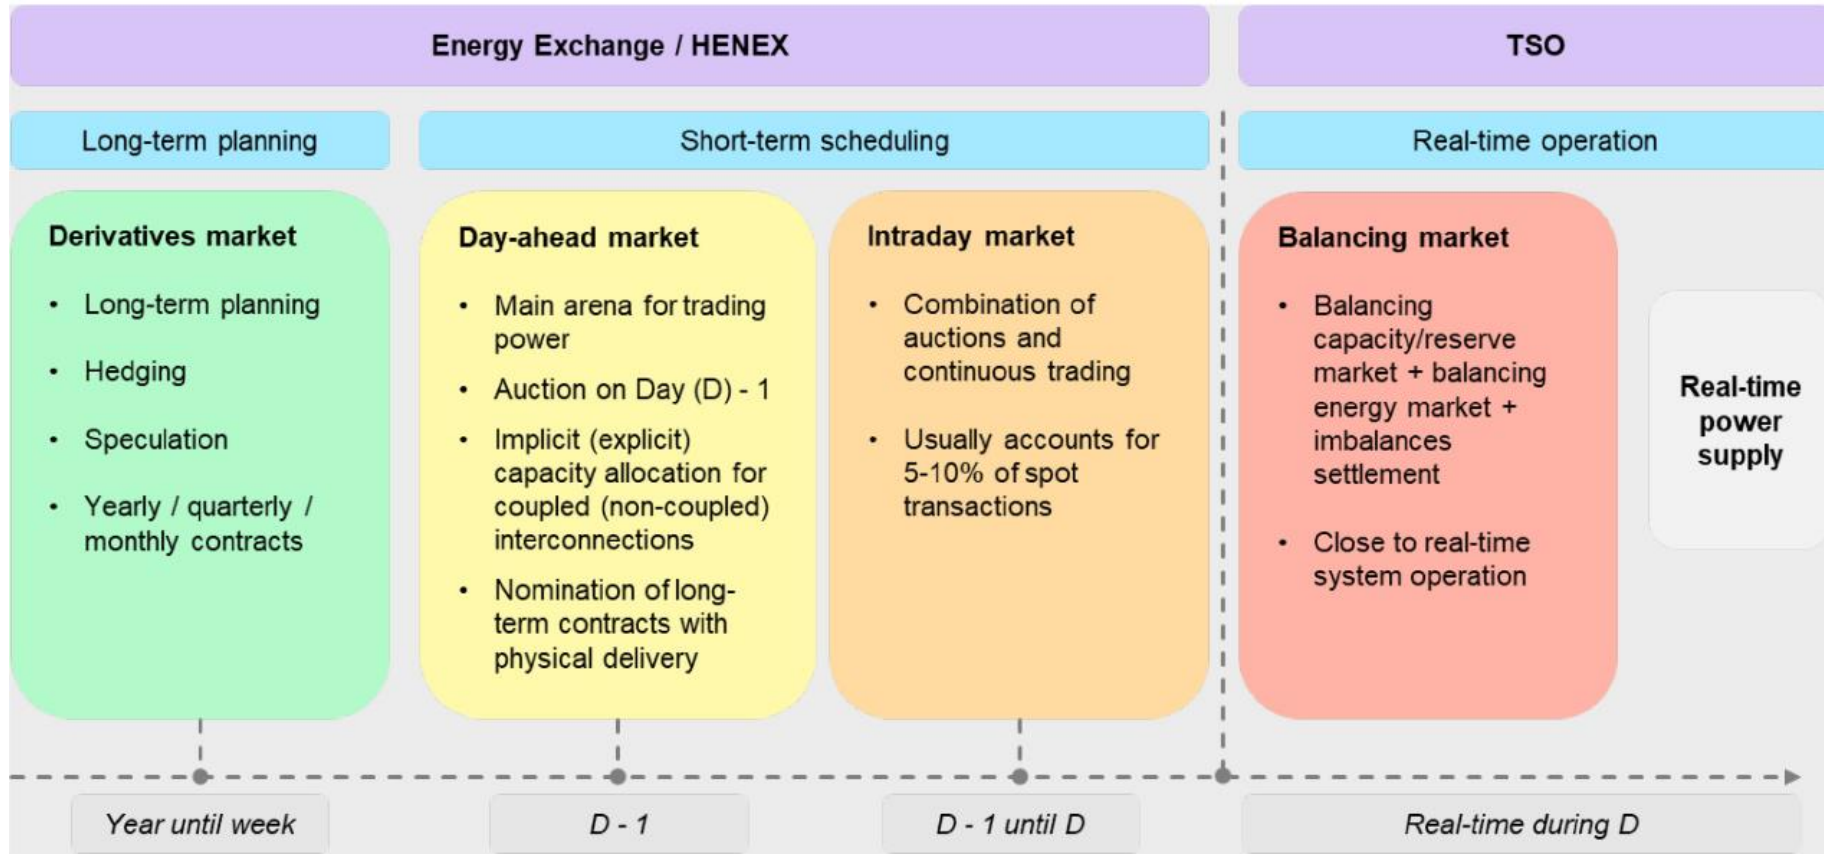 Energy Exchange / HENEX
TSO
Long-term planning
Short-term scheduling
Real-time operation
Derivatives market
• Long-term planning
• Hedging
• Speculation
• Yearly / quarterly /
monthly contracts
Day-ahead market
• Main arena for trading
power
• Auction on Day (D) - 1
• Implicit (explicit)
capacity allocation for
coupled (non-coupled)
interconnections
• Nomination of long-
term contracts with
physical delivery
Intraday market
• Combination of
auctions and
continuous trading
• Usually accounts for
5-10% of spot
transactions
Balancing market
• Balancing
capacity/reserve
market + balancing
energy market +
imbalances
settlement
• Close to real-time
system operation
Real-time
power
supply
Year until week
D - 1
D - 1 until D
Real-time during D